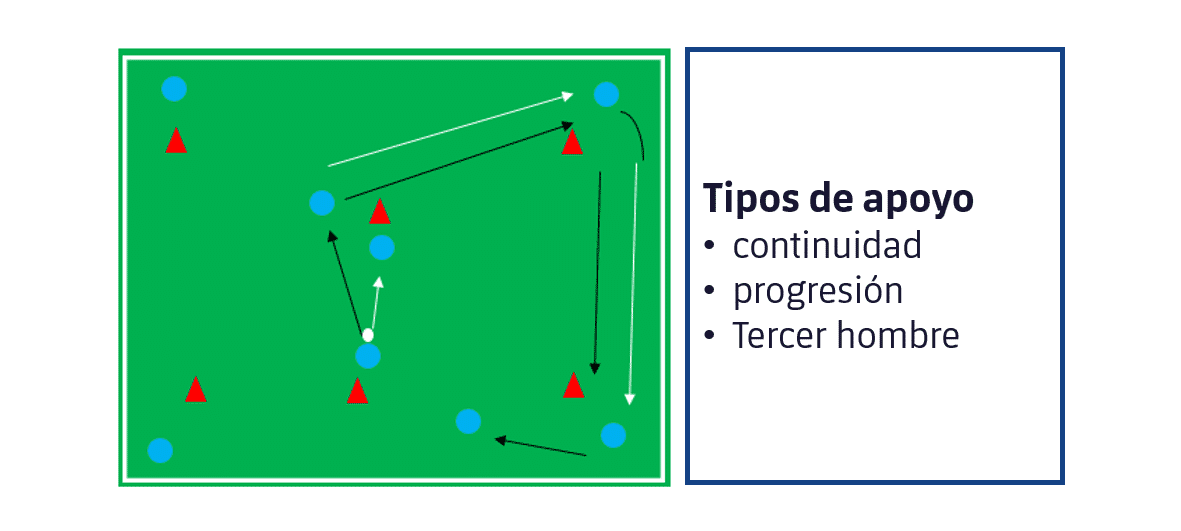 Tipos de apoyo
• continuidad
• progresión
• Tercer hombre